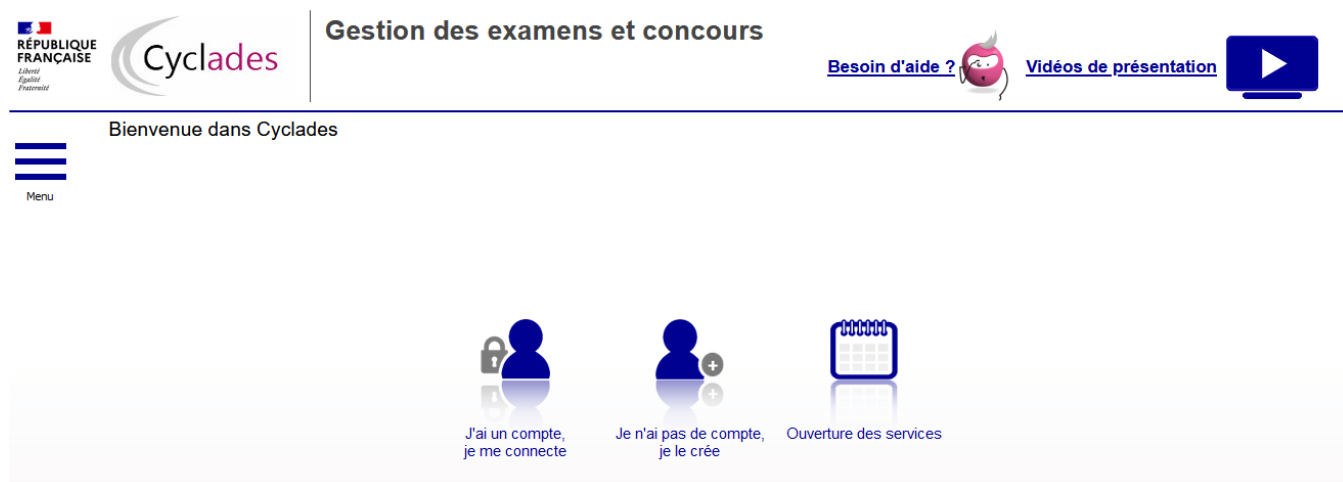 RÉPUBLIQUE
FRANÇAISE
Liberté
Égalité
Fraternité
Cyclades
Gestion des examens et concours
Besoin d'aide ?
Vidéos de présentation
Bienvenue dans Cyclades
Menu
J'ai un compte,
je me connecte
Je n'ai pas de compte,
je le crée
Ouverture des services